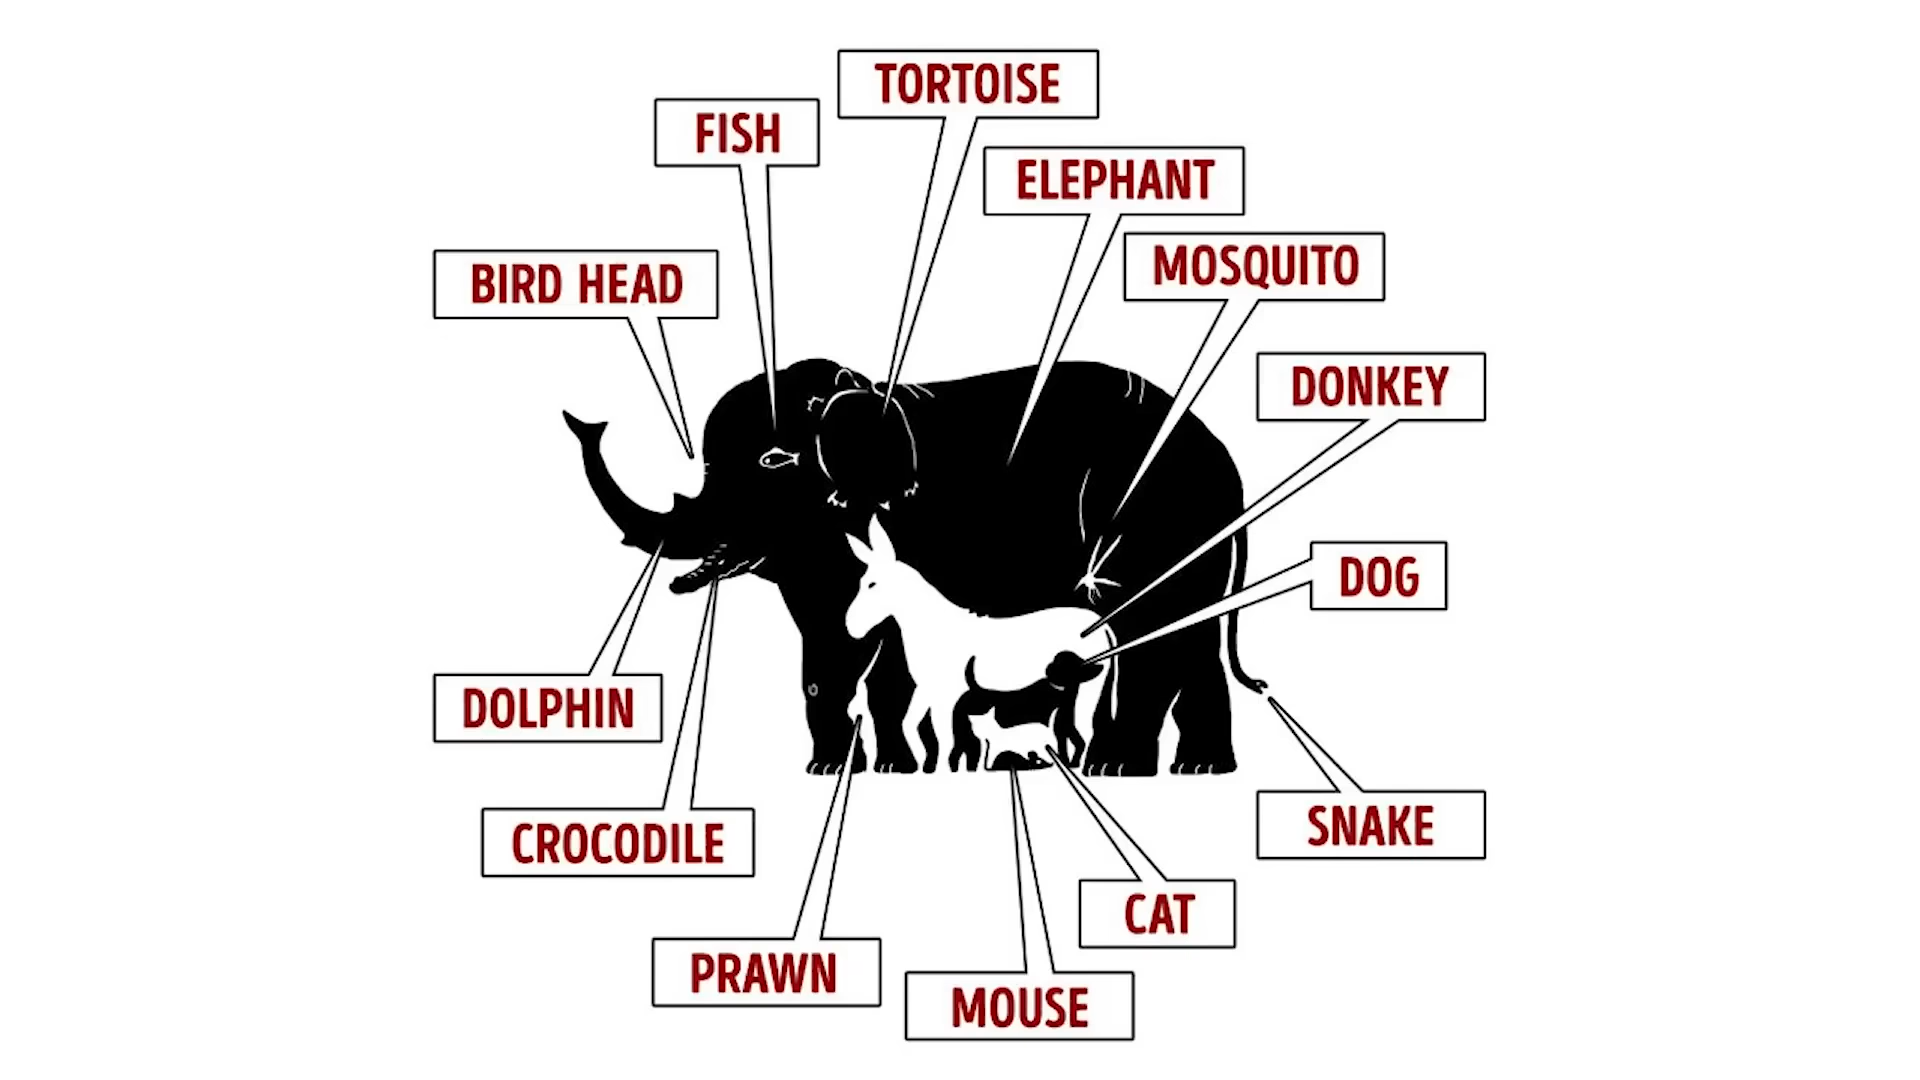 TORTOISE
FISH
ELEPHANT
MOSQUITO
BIRD HEAD
DONKEY
DOG
DOLPHIN
SNAKE
CROCODILE
CAT
PRAWN
MOUSE